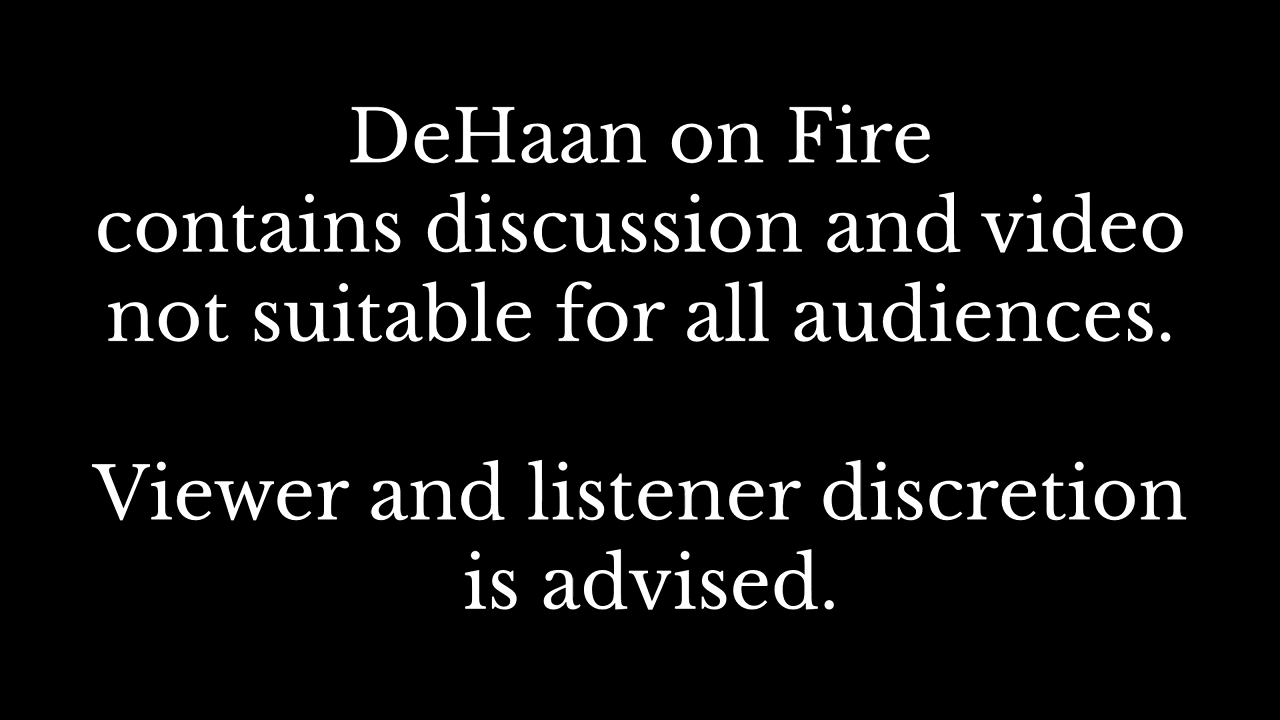 DeHaan on Fire
contains discussion and video
not suitable for all audiences.
Viewer and listener discretion
is advised.